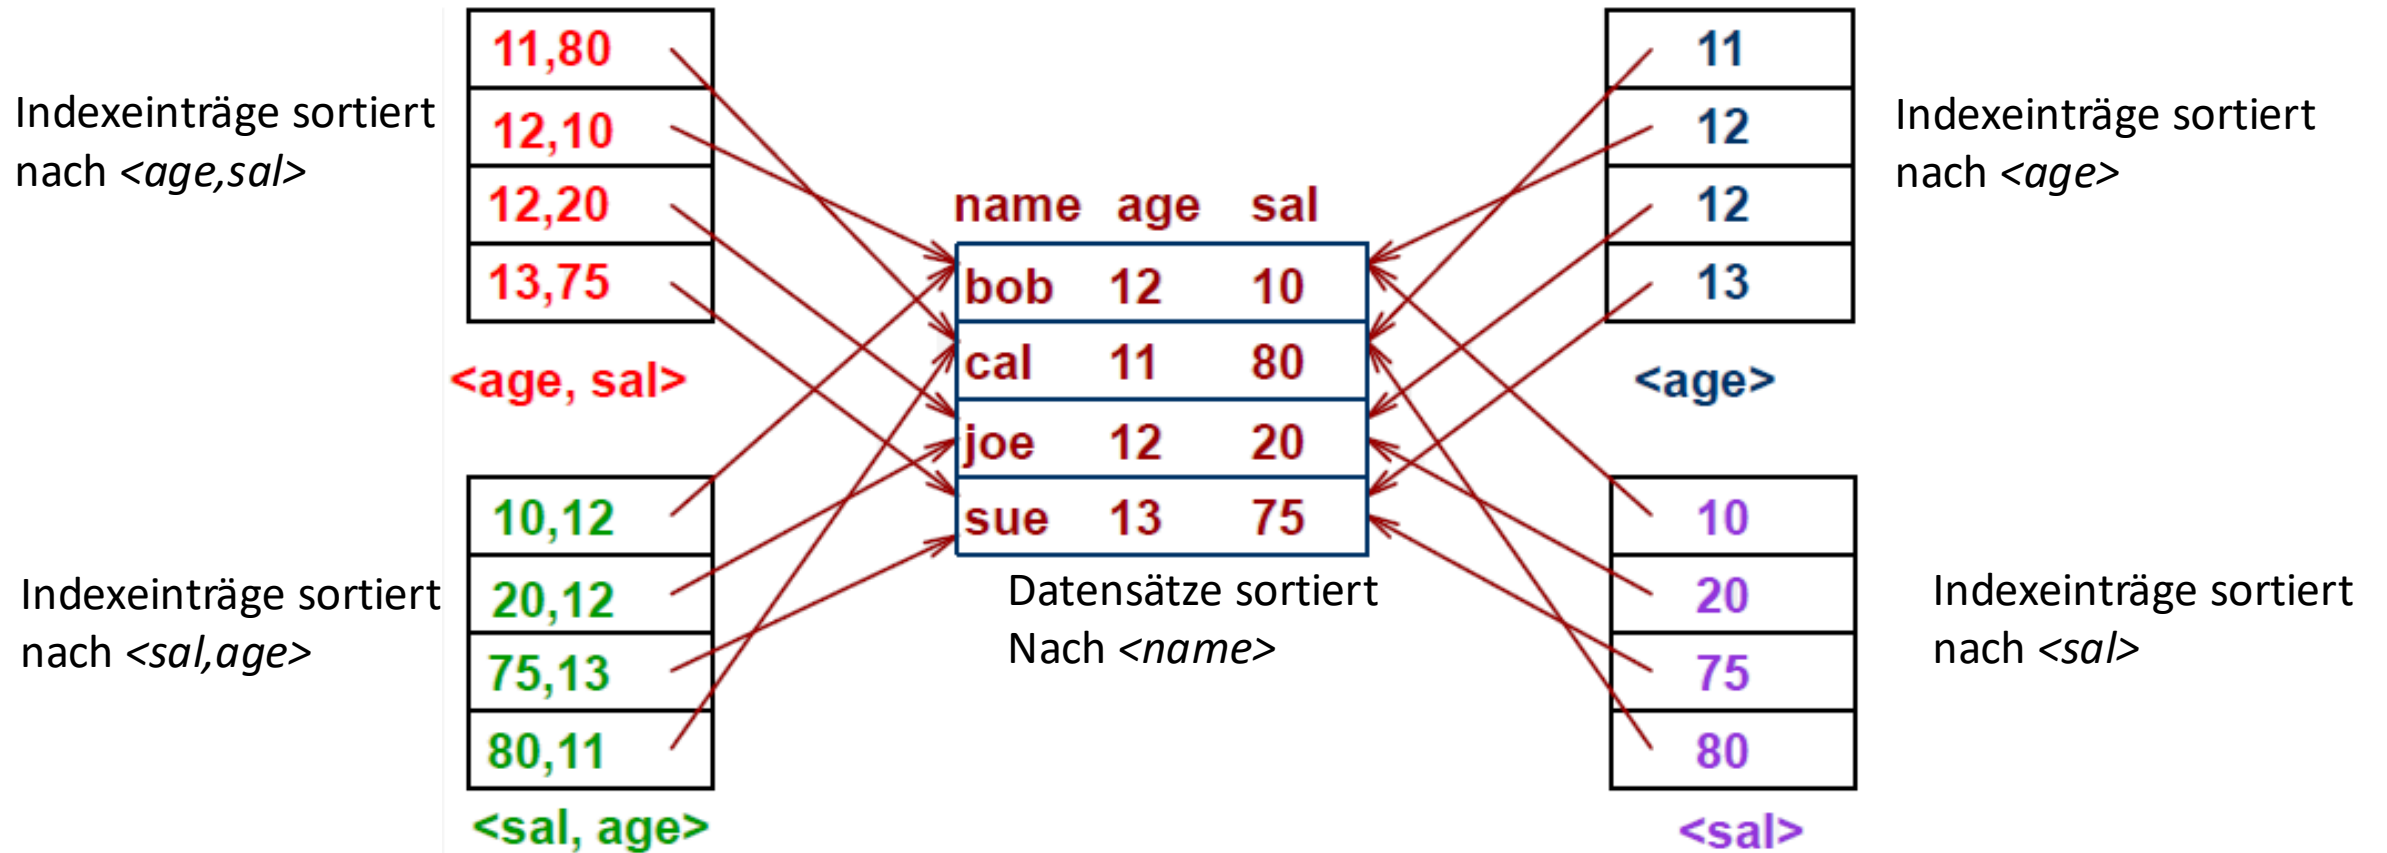 11,80
12,10
12,20
13,75
<age, sal>
Indexeinträge sortiert
nach <age,sal>
10,12
20,12
75,13
80,11
<sal, age>
Indexeinträge sortiert
nach <sal,age>
name age sal
bob 12 10
cal 11 80
joe 12 20
sue 13 75
Datensätze sortiert
Nach <name>
11
12
12
13
<age>
Indexeinträge sortiert
nach <age>
10
20
75
80
<sal>
Indexeinträge sortiert
nach <sal>